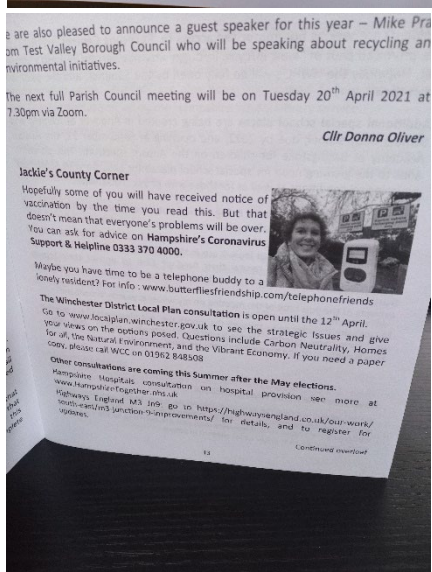 e are also pleased to announce a guest speaker for this year – Mike Pra
om Test Valley Borough Council who will be speaking about recycling an
nvironmental initiatives.
The next full Parish Council meeting will be on Tuesday 20th April 2021 at
7.30pm via Zoom.
Cllr Donna Oliver
Jackie's County Corner
Hopefully some of you will have received notice of
vaccination by the time you read this. But that
doesn't mean that everyone's problems will be over.
You can ask for advice on Hampshire's Coronavirus
Support & Helpline 0333 370 4000.
Maybe you have time to be a telephone buddy to a
lonely resident? For info : www.butterfliesfriendship.com/telephonefriends
The Winchester District Local Plan consultation is open until the 12th April.
Go to www.localplan.winchester.gov.uk to see the strategic Issues and give
your views on the options posed. Questions include Carbon Neutrality, Homes
for all, the Natural Environment, and the Vibrant Economy. If you need a paper
copy, please call WCC on 01962 848508
Other consultations are coming this Summer after the May elections.
Hampshire Hospitals consultation on hospital provision see more at
www.HampshireTogether.nhs.uk
Highways England M3 Jn9: go to https://highwaysengland.co.uk/our-work/
south-east/m3-junction-9-improvements/ for details, and to register for
updates.
Continued overleaf
13
that
this